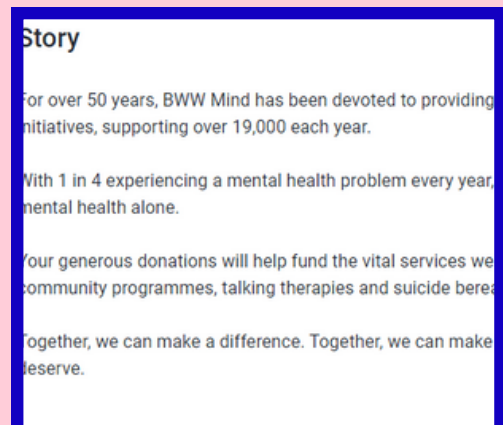 Story
For over 50 years, BWW Mind has been devoted to providing
initiatives, supporting over 19,000 each year.
With 1 in 4 experiencing a mental health problem every year,
mental health alone.
Your generous donations will help fund the vital services we
community programmes, talking therapies and suicide berea
Together, we can make a difference. Together, we can make
deserve.